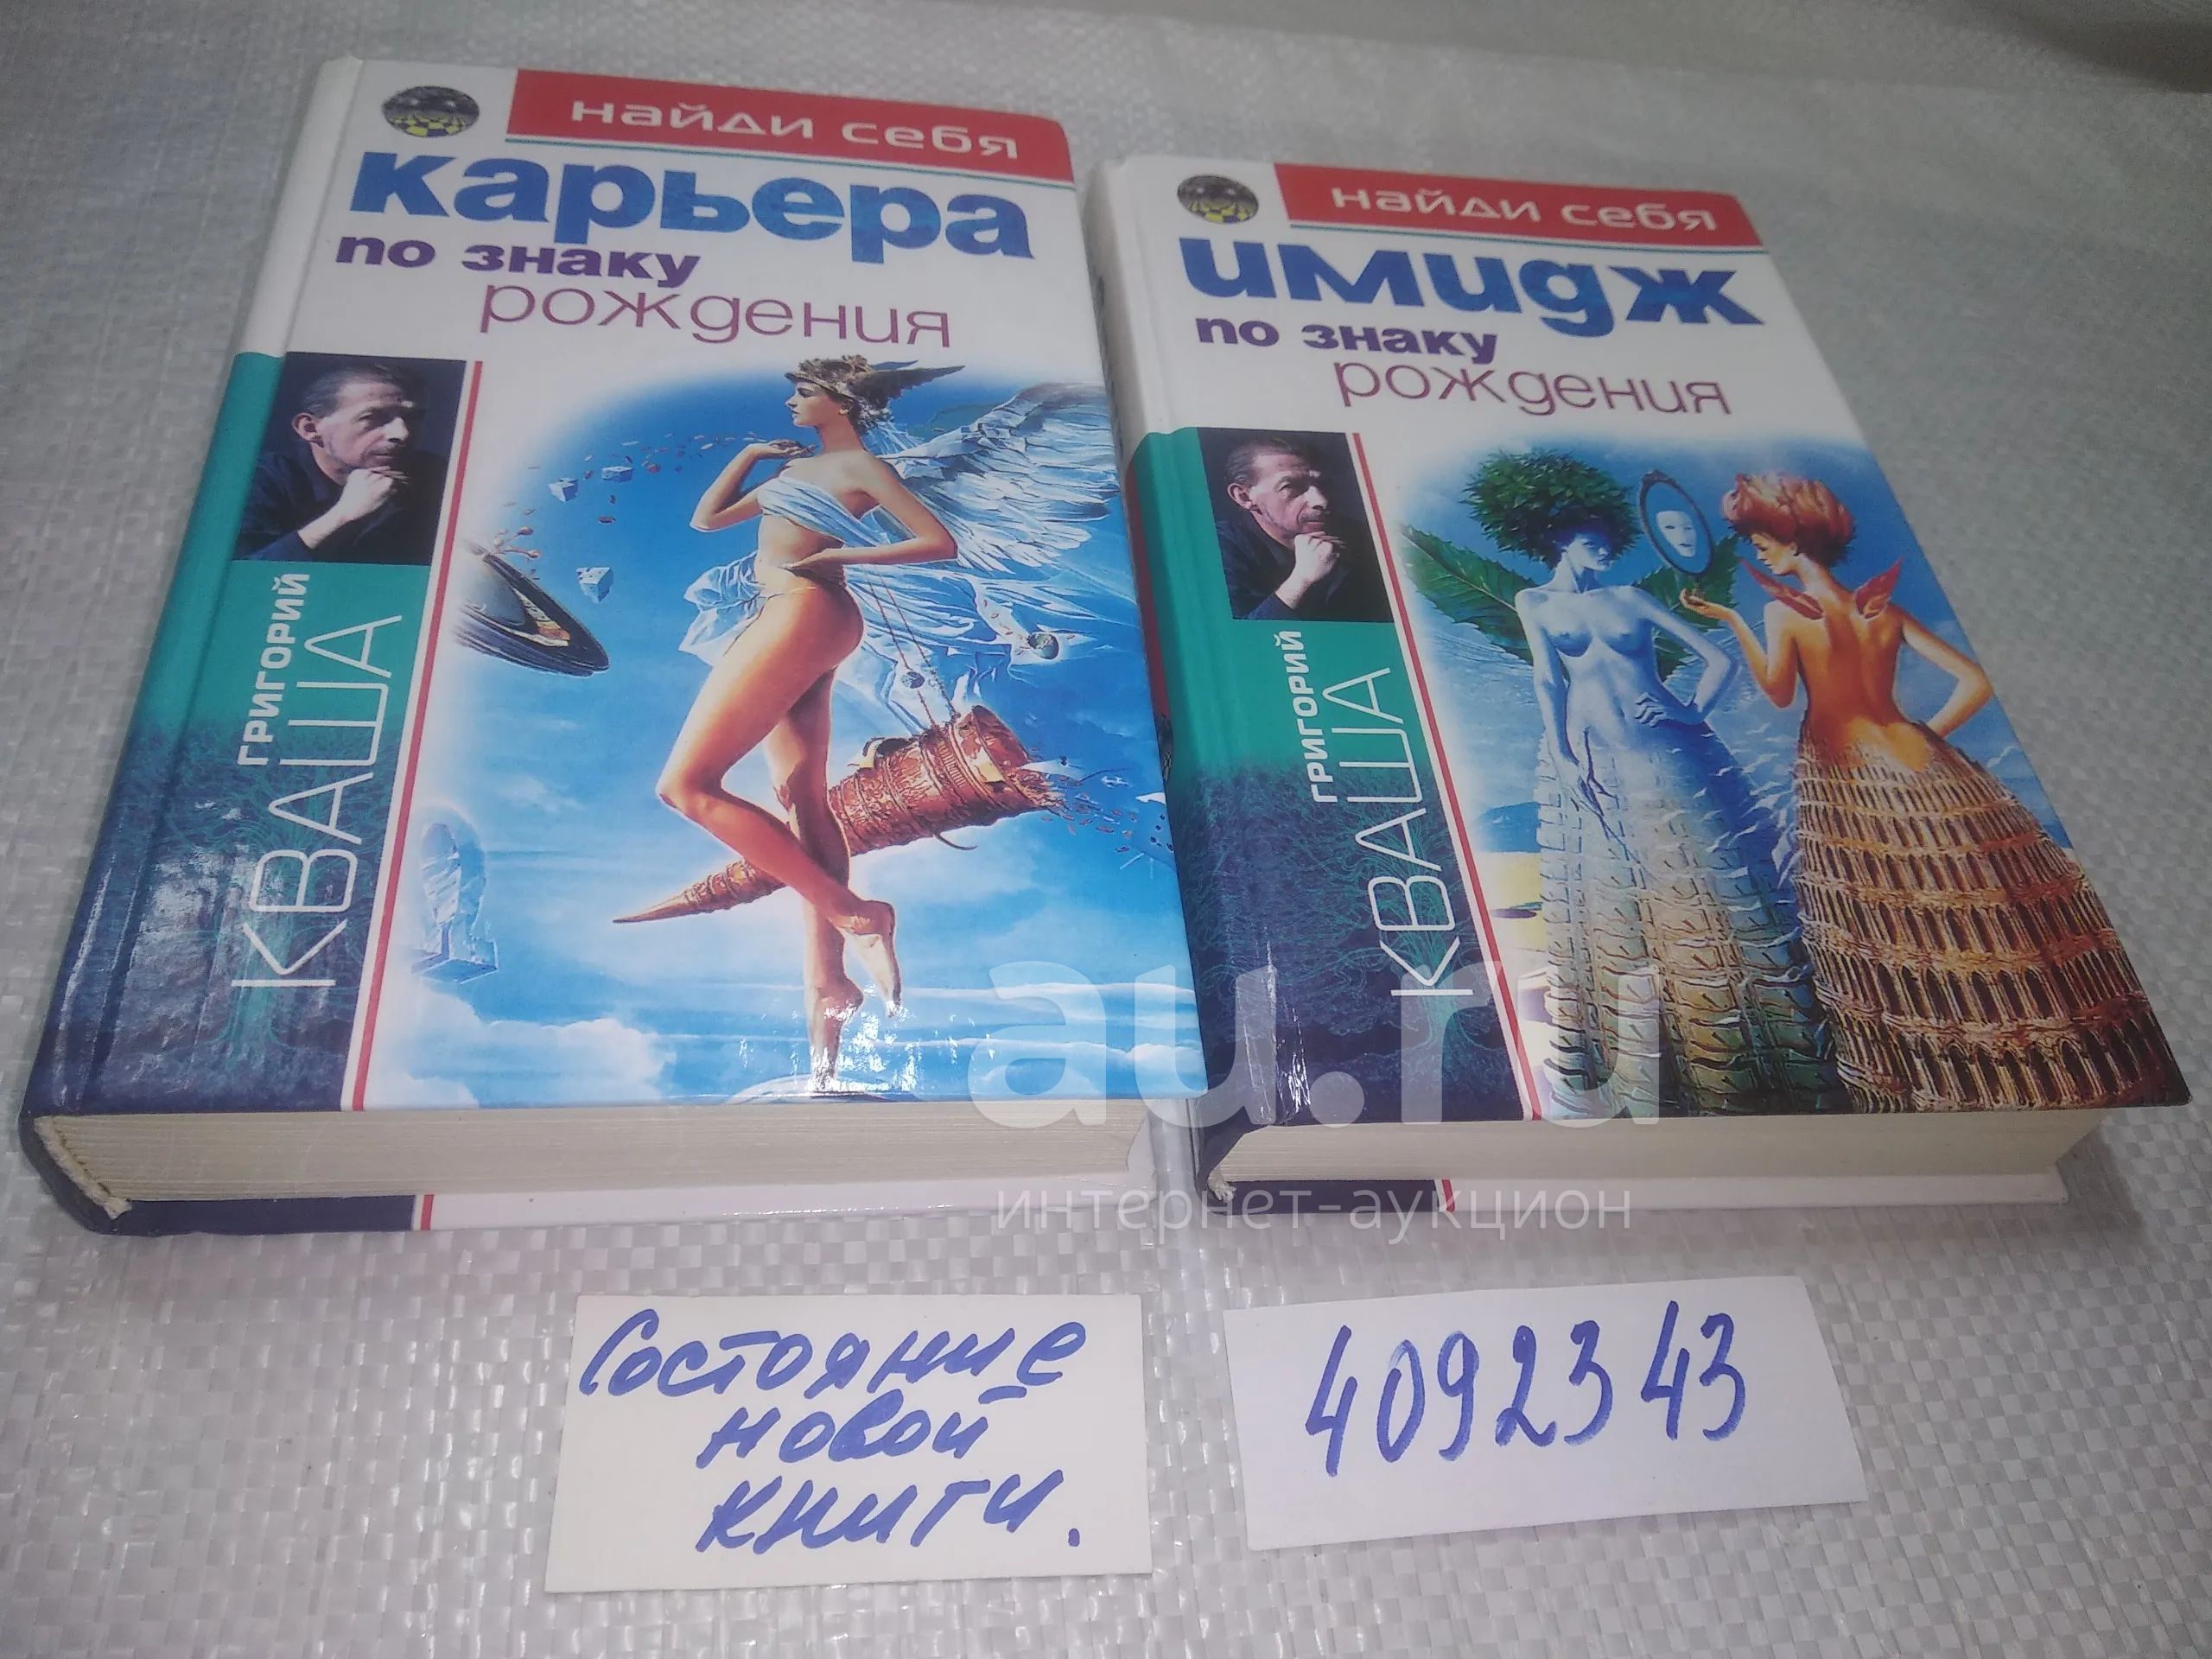 найди себя
карьера
по знаку
рождения
ГРИГОРИЙ
КВАША
найди себя
имидж
по знаку
рождения
ГРИГОРИЙ
КВАША
au.ru
интернет-аукцион
Состояние
новой
книги.
4092343